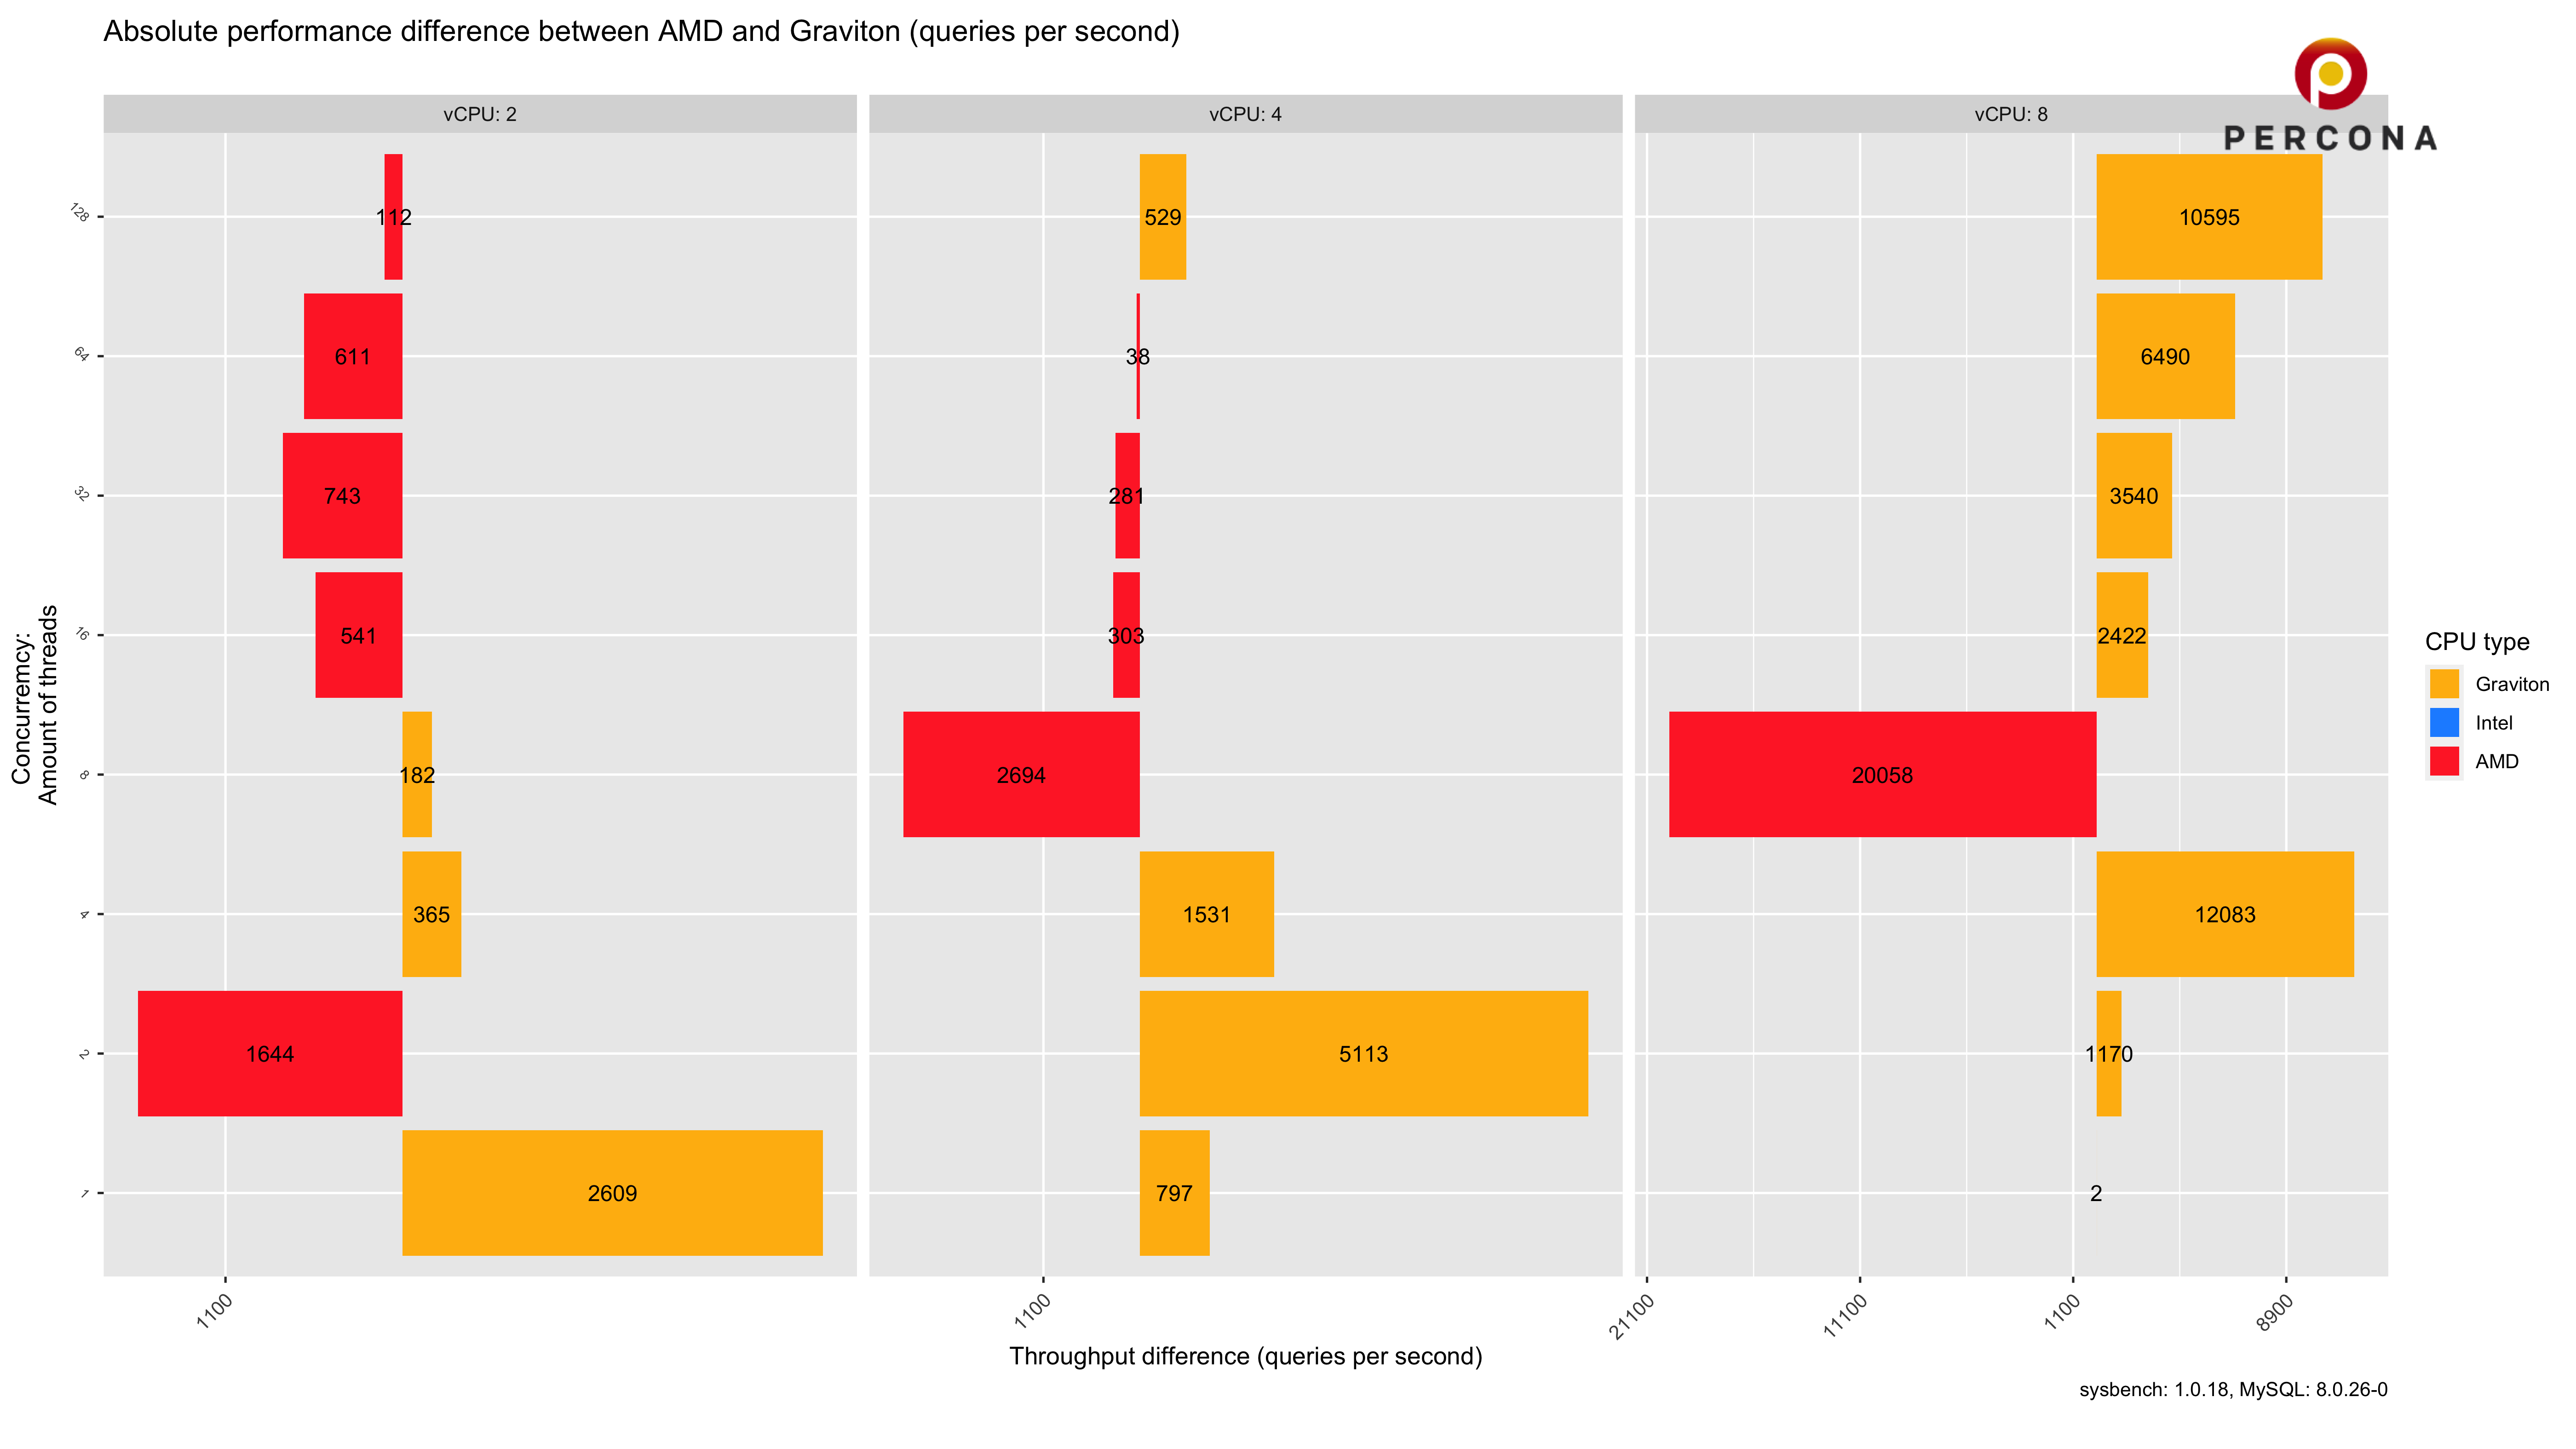 Absolute performance difference between AMD and Graviton (queries per second)
PERCONA
vCPU: 2
vCPU: 4
vCPU: 8
128
112
529
10595
64
611
38
6490
32
743
281
3540
16
541
303
2422
8
182
2694
20058
4
365
1531
12083
2
1644
5113
1170
1
2609
797
2
Concurremcy:
Amount of threads
CPU type
Graviton
Intel
AMD
1100
1100
21100
11100
1100
8900
Throughput difference (queries per second)
sysbench: 1.0.18, MySQL: 8.0.26-0